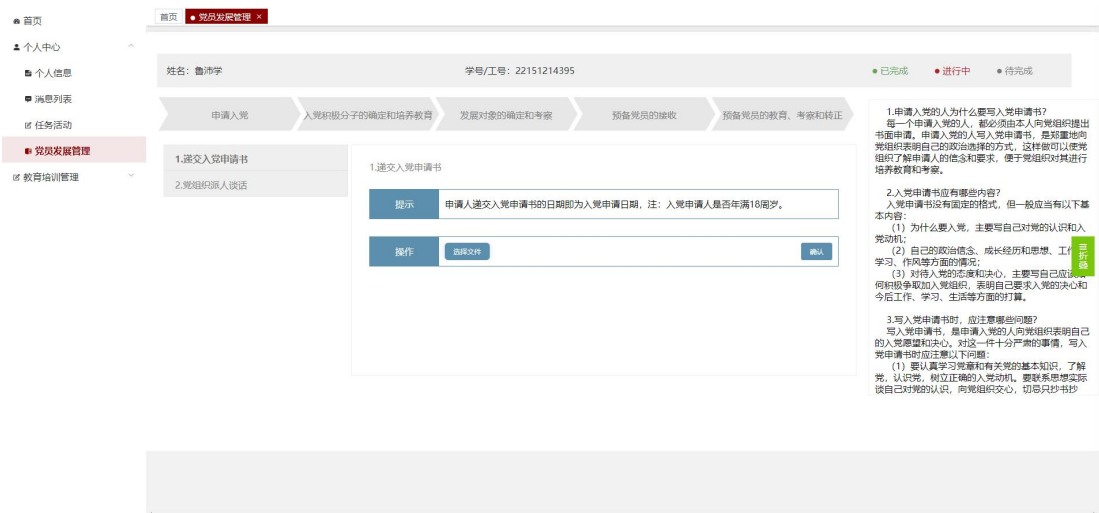 首页
个人中心
个人信息
消息列表
任务活动
党员发展管理
教育培训管理
首页
党员发展管理 ×
姓名: 鲁沛学
学号/工号: 22151214395
已完成
进行中
待完成
申请入党
入党积极分子的确定和培养教育
发展对象的确定和考察
预备党员的接收
预备党员的教育、考察和转正
1.递交入党申请书
2.党组织派人谈话
1.递交入党申请书
提示
申请人递交入党申请书的日期即为入党申请日期，注：入党申请人是否年满18周岁。
操作
选择文件
确认
1.申请入党的人为什么要写入党申请书?
每一个申请入党的人，都必须由本人向党组织提出
书面申请。申请入党的人写入党申请书，是郑重地向
党组织表明自己的政治选择的方式，这样做可以使党
组织了解申请人的信念和要求，便于党组织对其进行
培养教育和考察。
2.入党申请书应有哪些内容?
入党申请书没有固定的格式，但一般应当有以下基
本内容:
(1) 为什么要入党，主要写自己对党的认识和入
党动机;
(2) 自己的政治信念、成长经历和思想、工作
学习、作风等方面的情况;
(3) 对待入党的态度和决心，主要写自己应该
何积极争取加入党组织，表明自己要求入党的决心和
今后工作、学习、生活等方面的打算。
3.写入党申请书时，应注意哪些问题?
写入党申请书，是申请入党的人向党组织表明自己
的入党愿望和决心。对这一件十分严肃的事情，写入
党申请书时应注意以下问题:
(1) 要认真学习党章和有关党的基本知识，了解
党，认识党，树立正确的入党动机。要联系思想实际
谈自己对党的认识，向党组织交心，切忌只抄书抄
折叠